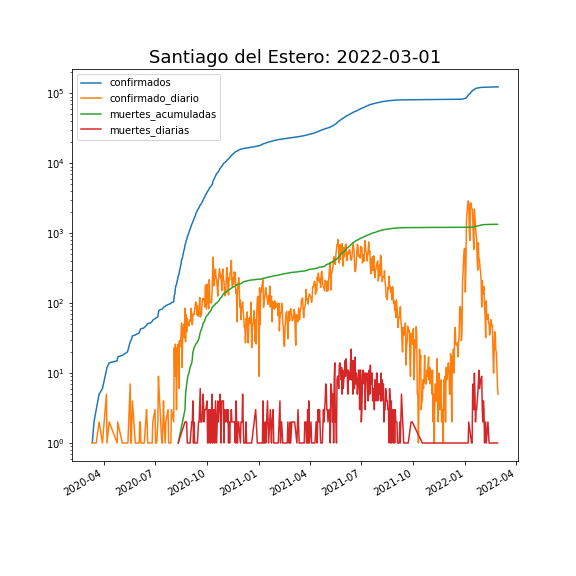 Santiago del Estero: 2022-03-01
confirmados
confirmado_diario
muertes_acumuladas
muertes_diarias
10⁵
10⁴
10³
10²
10¹
10⁰
2020-04 2020-07 2020-10 2021-01 2021-04 2021-07 2021-10 2022-01 2022-04